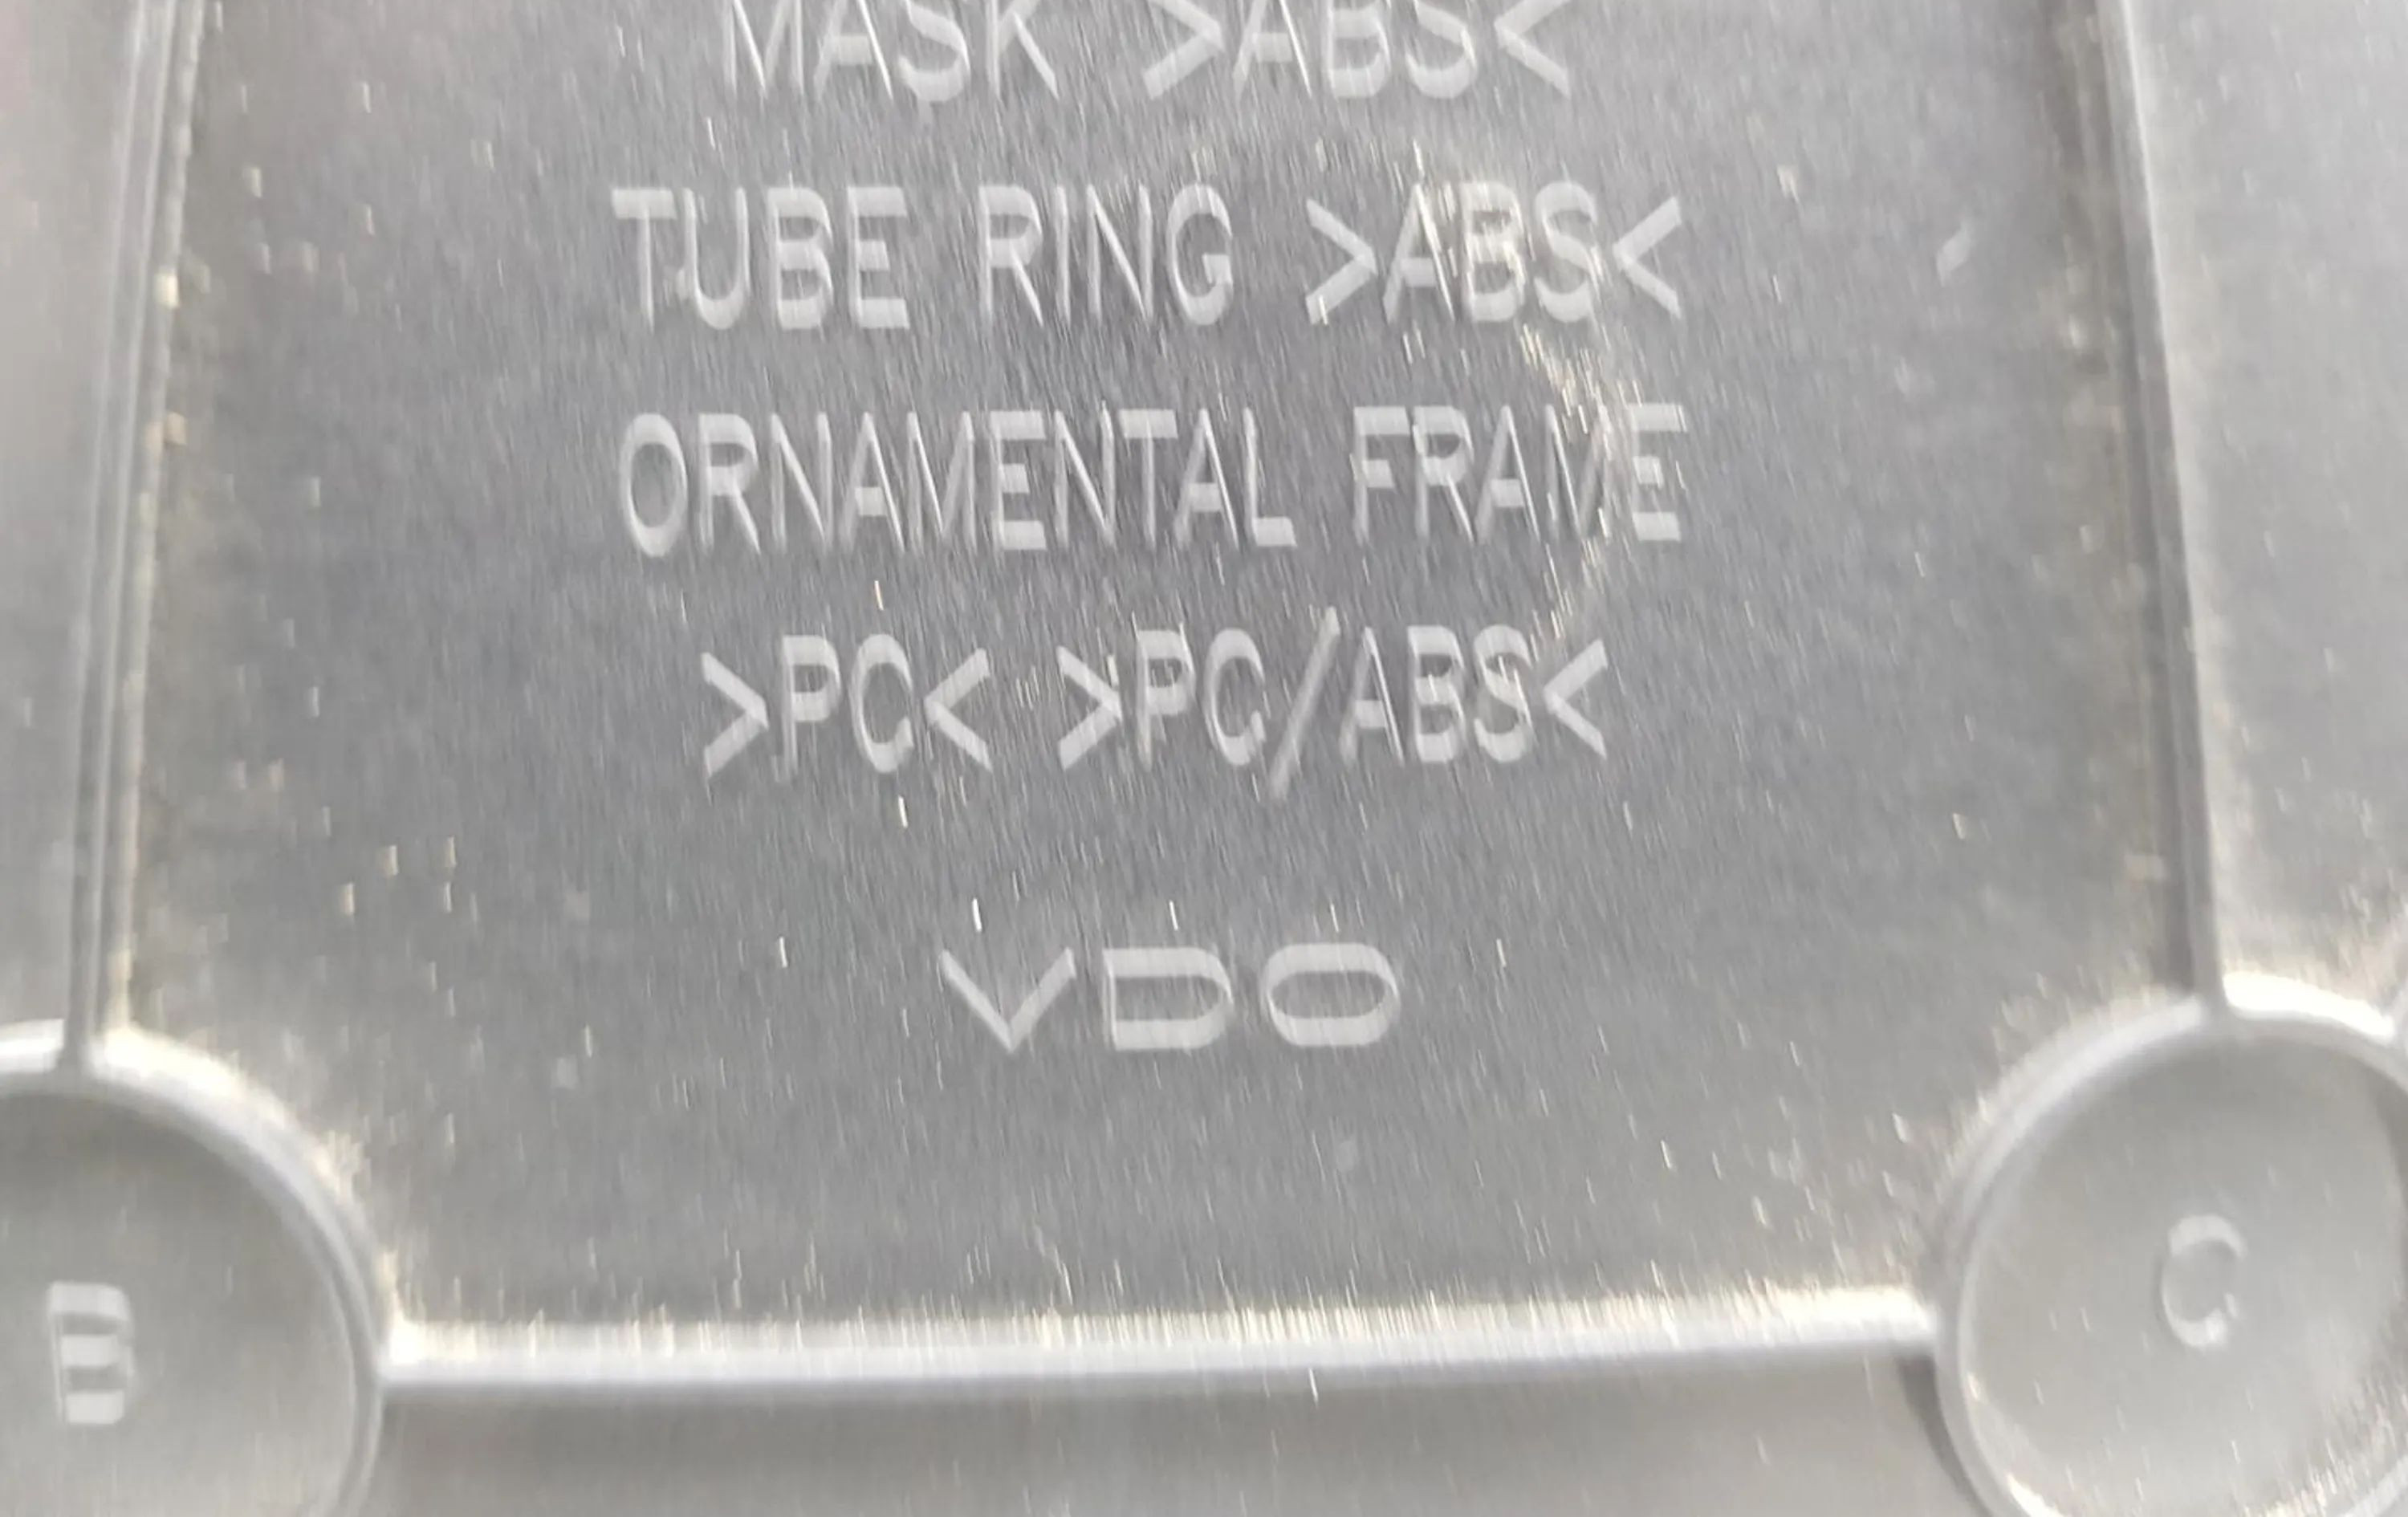 MASK >ABS<
TUBE RING >ABS<
ORNAMENTAL FRAME
>PC< >PC/ABS<
VDO
B
C